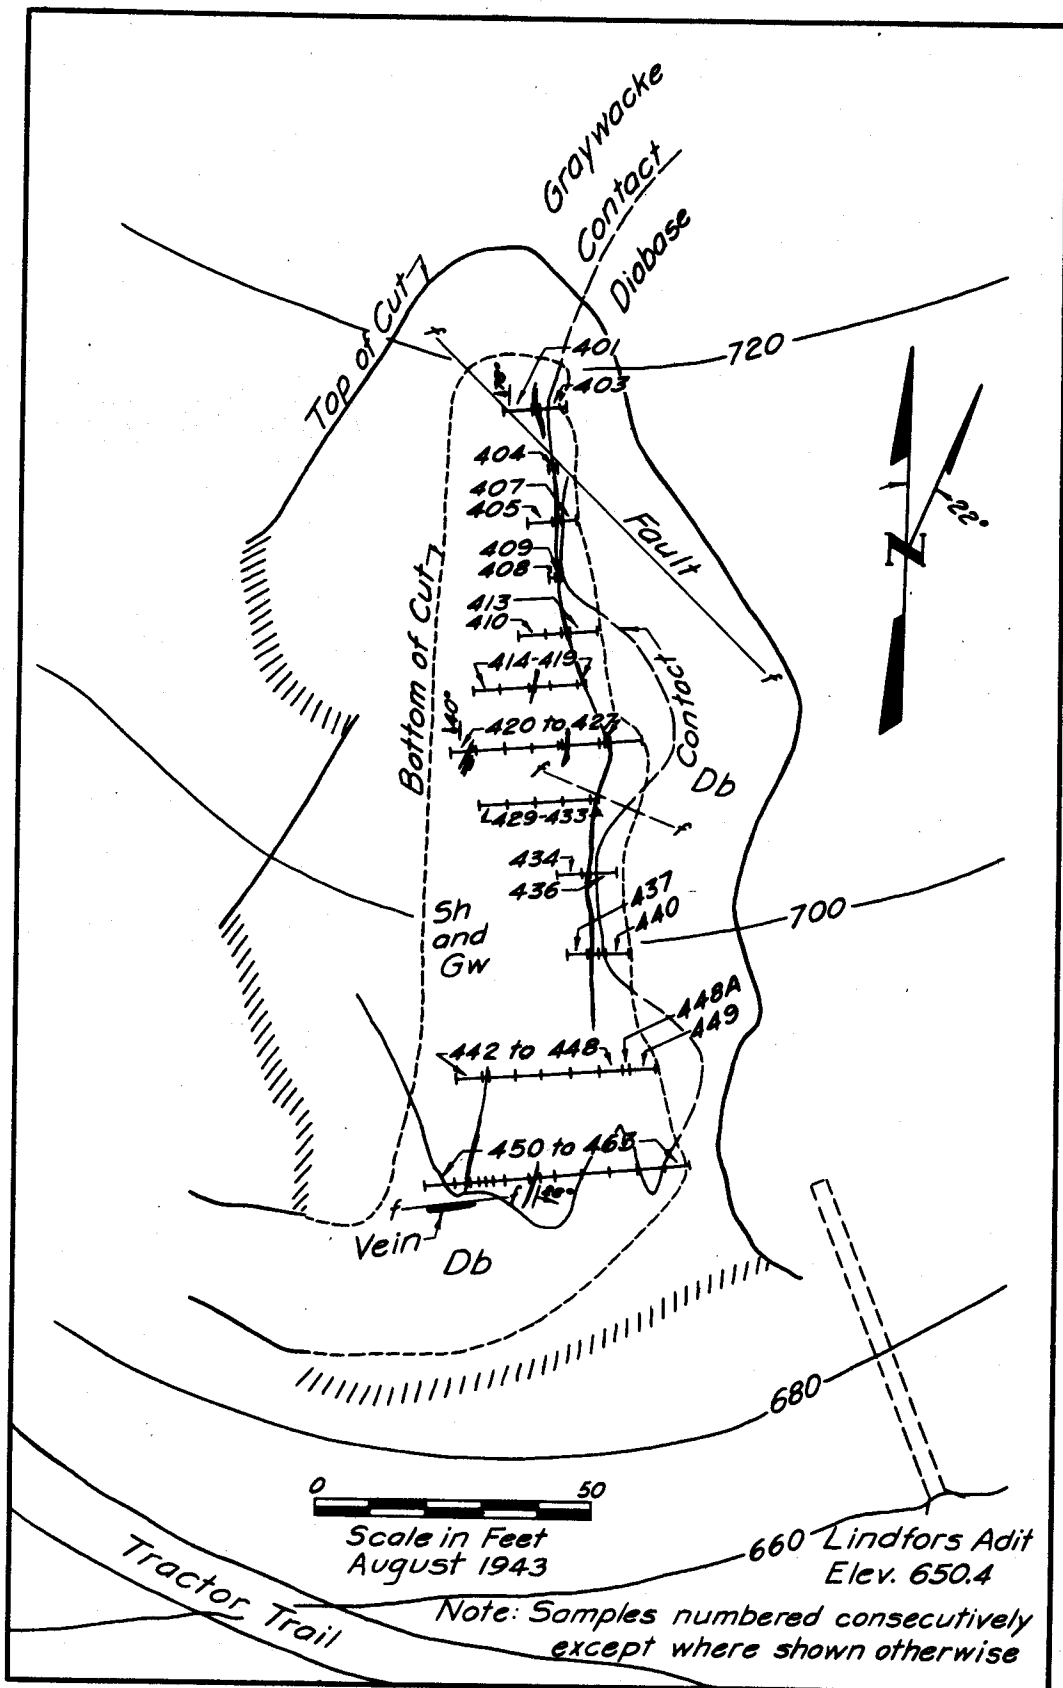 Graywacke
Contact
Diabase
Top of Cut
f
401
720
70°
403
404
407
405
Fault
22°
N
409
408
413
410
Bottom of Cut
414-419
f
Contact
40°
420 to 427
f
Db
429-433
f
434
436
437
440
700
Sh
and
Gw
448A
449
442 to 448
450 to 465
f
f
Vein
Db
680
0 50
Scale in Feet
August 1943
660
Lindfors Adit
Elev. 650.4
Tractor Trail
Note: Samples numbered consecutively
except where shown otherwise